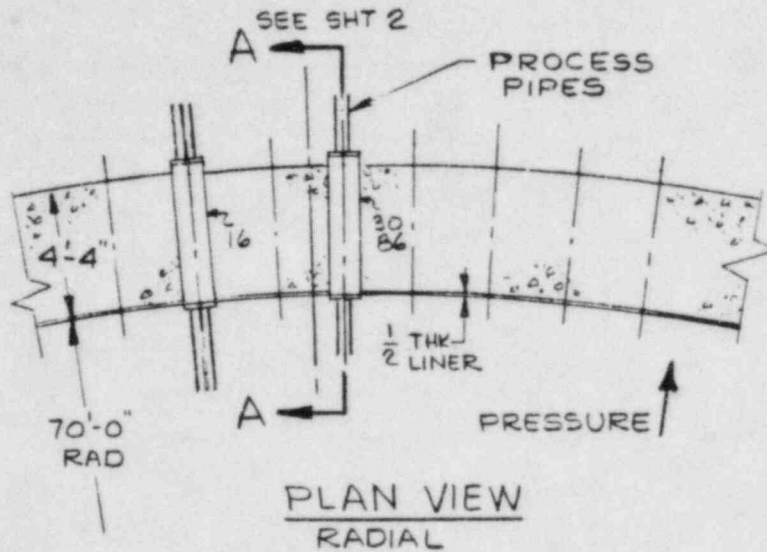 SEE SHT 2
A
PROCESS
PIPES
4'-4"
16
30
86
1/2 THK
LINER
A
70'-0"
RAD
PRESSURE
PLAN VIEW
RADIAL